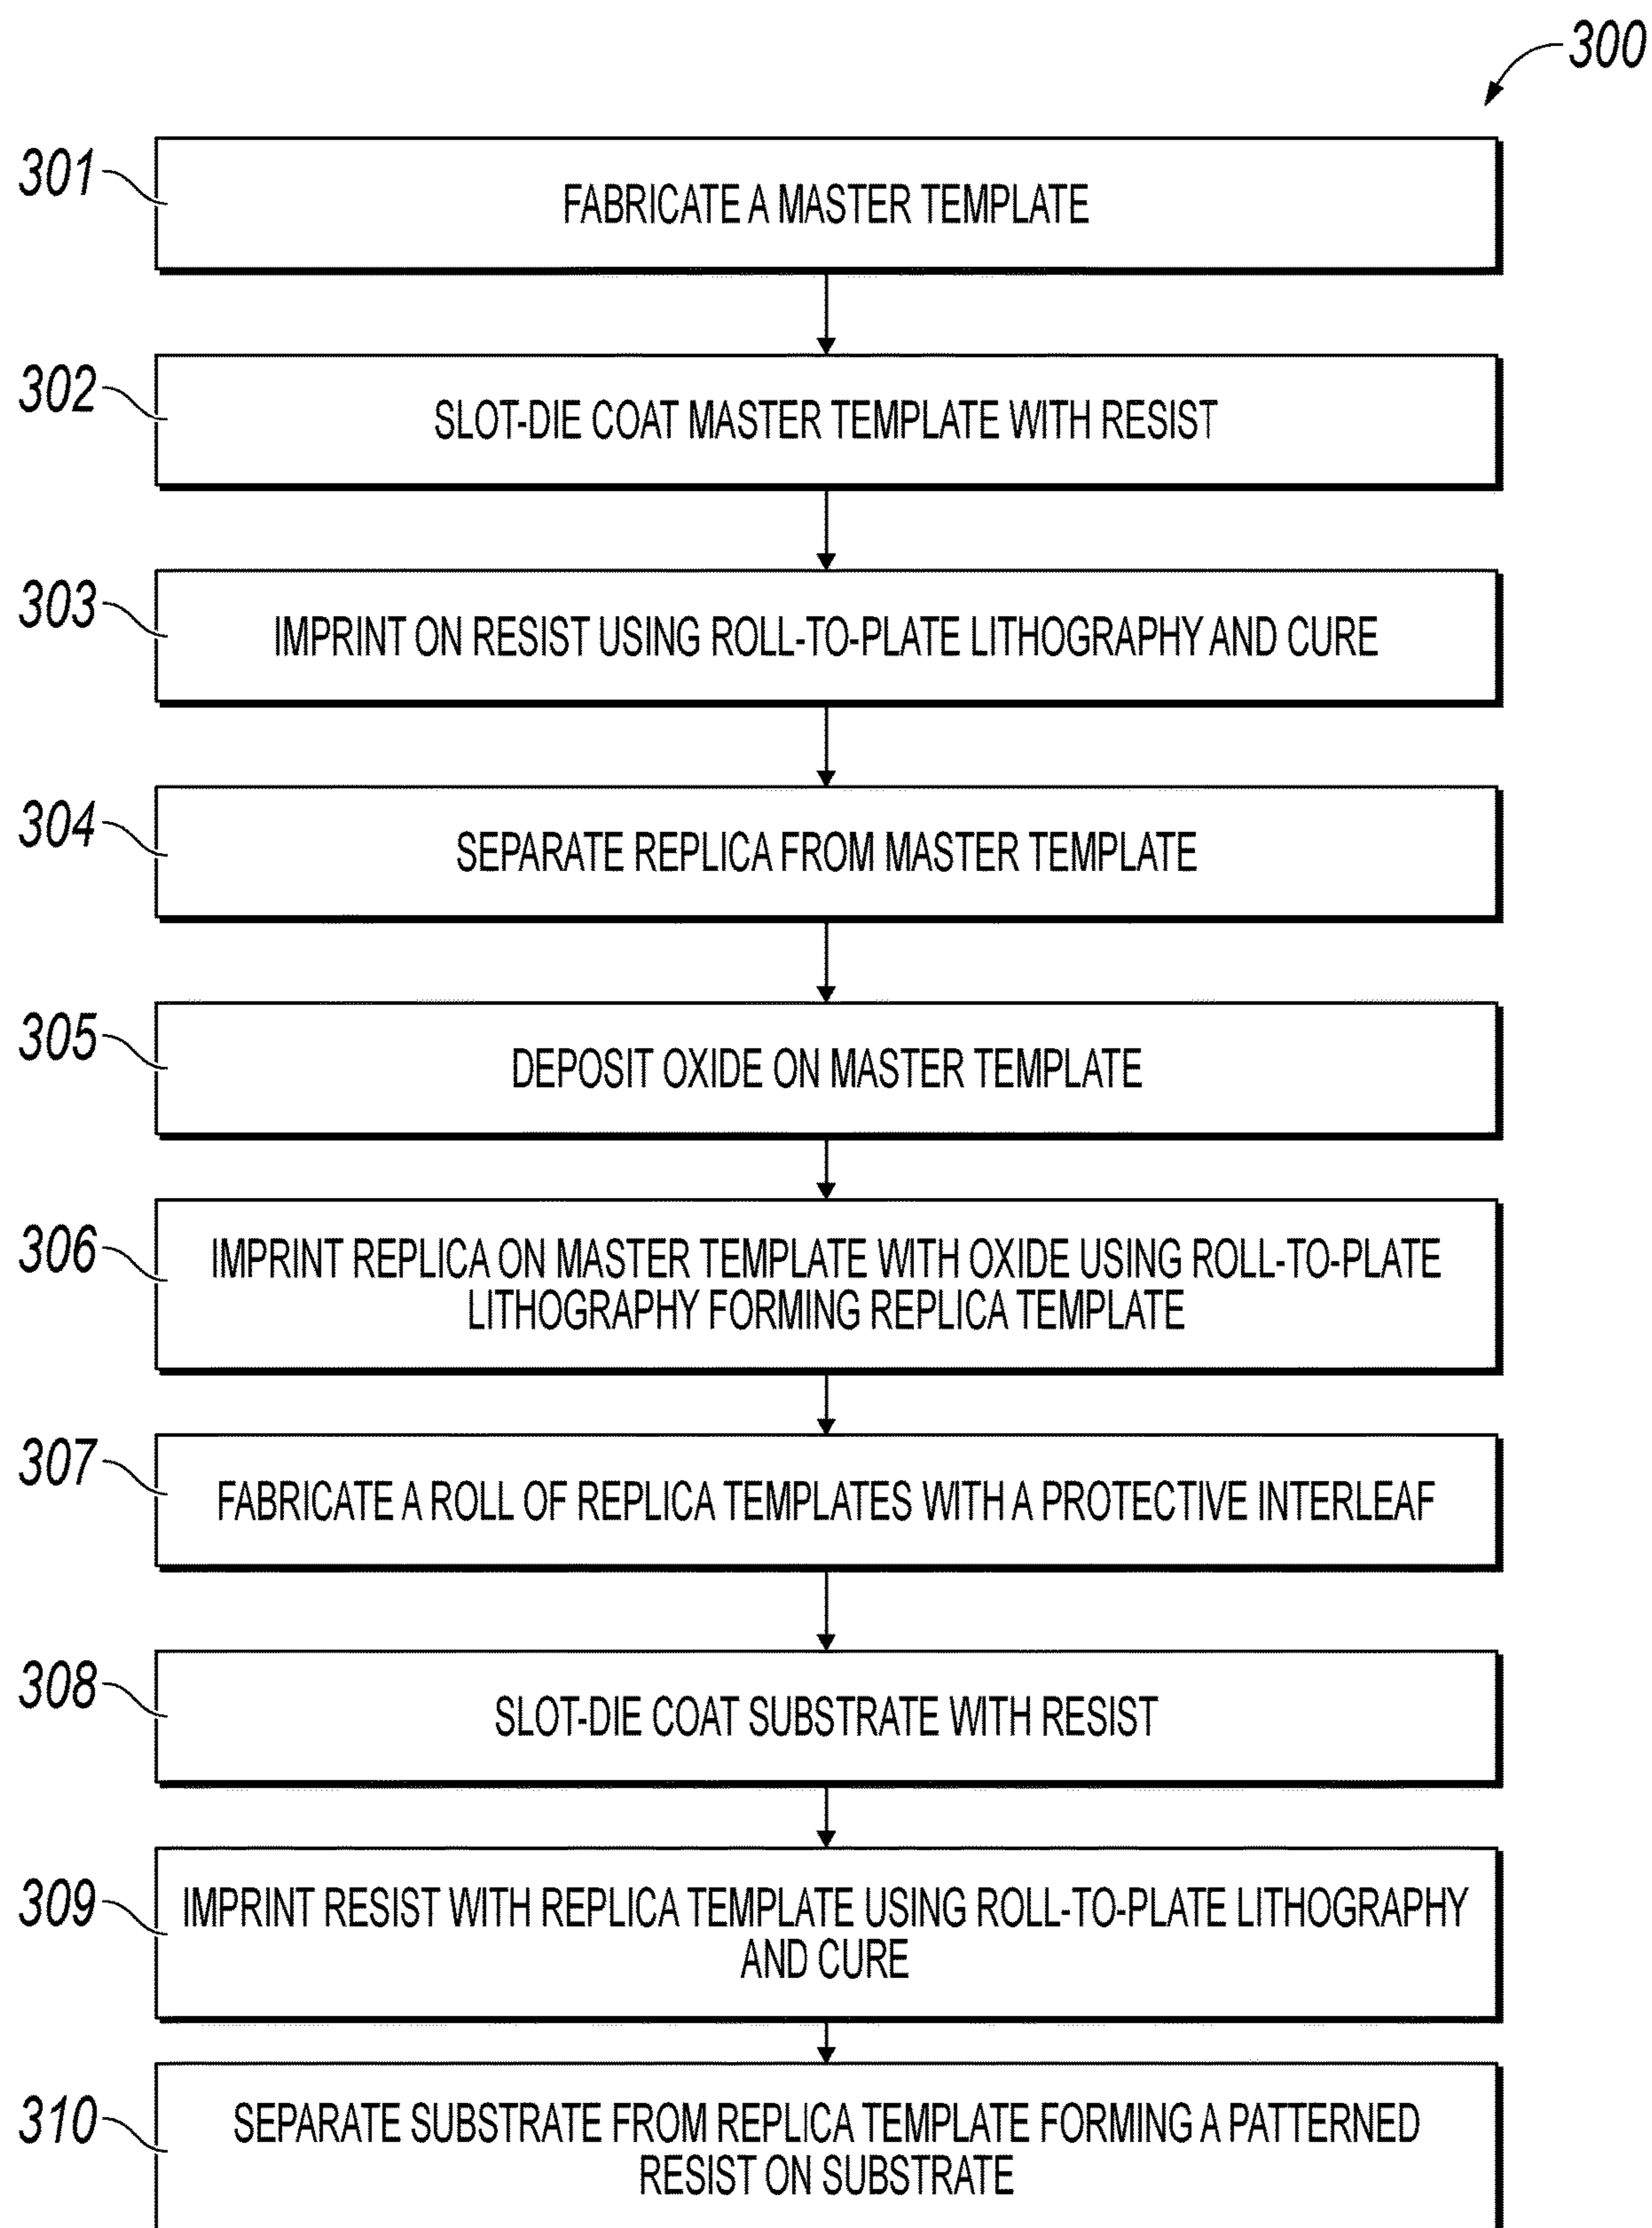 300
301
FABRICATE A MASTER TEMPLATE
302
SLOT-DIE COAT MASTER TEMPLATE WITH RESIST
303
IMPRINT ON RESIST USING ROLL-TO-PLATE LITHOGRAPHY AND CURE
304
SEPARATE REPLICA FROM MASTER TEMPLATE
305
DEPOSIT OXIDE ON MASTER TEMPLATE
306
IMPRINT REPLICA ON MASTER TEMPLATE WITH OXIDE USING ROLL-TO-PLATE
LITHOGRAPHY FORMING REPLICA TEMPLATE
307
FABRICATE A ROLL OF REPLICA TEMPLATES WITH A PROTECTIVE INTERLEAF
308
SLOT-DIE COAT SUBSTRATE WITH RESIST
309
IMPRINT RESIST WITH REPLICA TEMPLATE USING ROLL-TO-PLATE LITHOGRAPHY
AND CURE
310
SEPARATE SUBSTRATE FROM REPLICA TEMPLATE FORMING A PATTERNED
RESIST ON SUBSTRATE